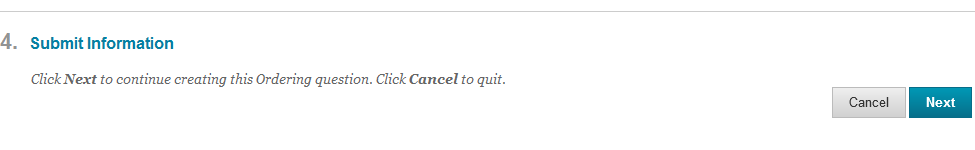 4. Submit Information
Click Next to continue creating this Ordering question. Click Cancel to quit.
Cancel Next